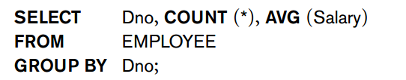 SELECT Dno, COUNT (*), AVG (Salary)
FROM EMPLOYEE
GROUP BY Dno;